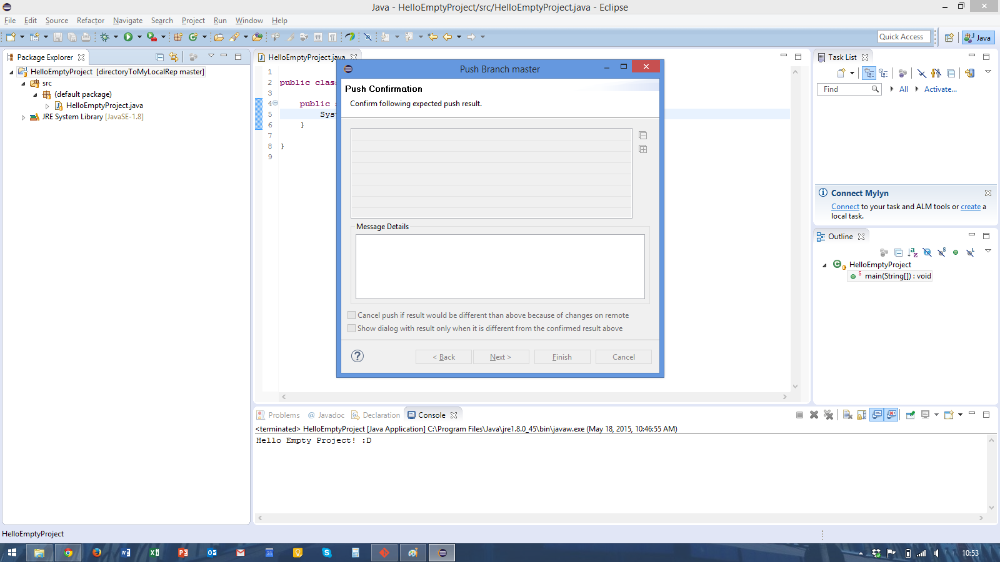 Java - HelloEmptyProject/src/HelloEmptyProject.java - Eclipse
File Edit Source Refactor Navigate Search Project Run Window Help
Quick Access
Java
Package Explorer
HelloEmptyProject [directoryToMyLocalRep master]
src
(default package)
HelloEmptyProject.java
JRE System Library [JavaSE-1.8]
HelloEmptyProject.java
1
2 public class
3
4 public s
5 Syst
6 }
7
8 }
9
Push Branch master
Push Confirmation
Confirm following expected push result.
Message Details
Cancel push if result would be different than above because of changes on remote
Show dialog with result only when it is different from the confirmed result above
< Back Next > Finish Cancel
Task List
Find All Activate...
Connect Mylyn
Connect to your task and ALM tools or create a
local task.
Outline
HelloEmptyProject
main(String[]) : void
Problems @ Javadoc Declaration Console
<terminated> HelloEmptyProject [Java Application] C:\Program Files\Java\jre1.8.0_45\bin\javaw.exe (May 18, 2015, 10:46:55 AM)
Hello Empty Project! :D
HelloEmptyProject
10:53